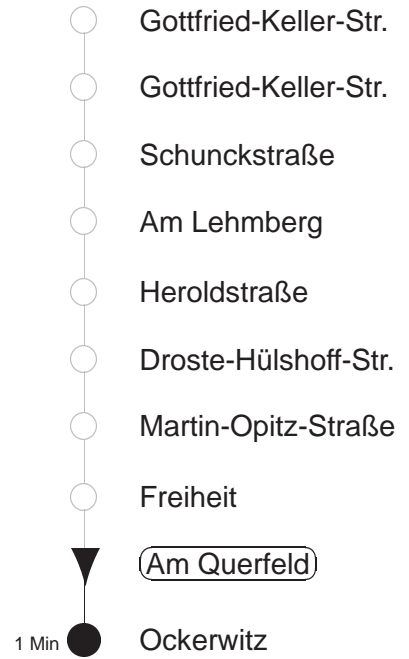 Gottfried-Keller-Str.
Gottfried-Keller-Str.
Schunckstraße
Am Lehmberg
Heroldstraße
Droste-Hülshoff-Str.
Martin-Opitz-Straße
Freiheit
Am Querfeld
1 Min Ockerwitz